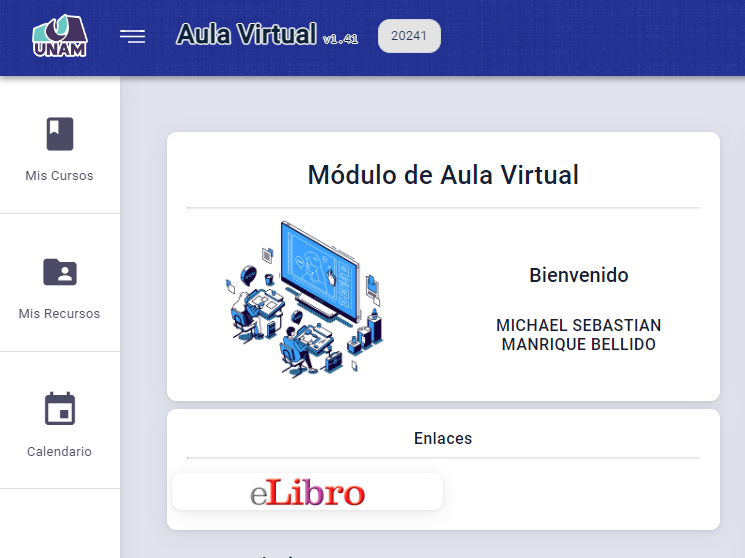 UNAM
Aula Virtual v1.41
20241
Mis Cursos
Mis Recursos
Calendario
Módulo de Aula Virtual
Bienvenido
MICHAEL SEBASTIAN
MANRIQUE BELLIDO
Enlaces
eLibro